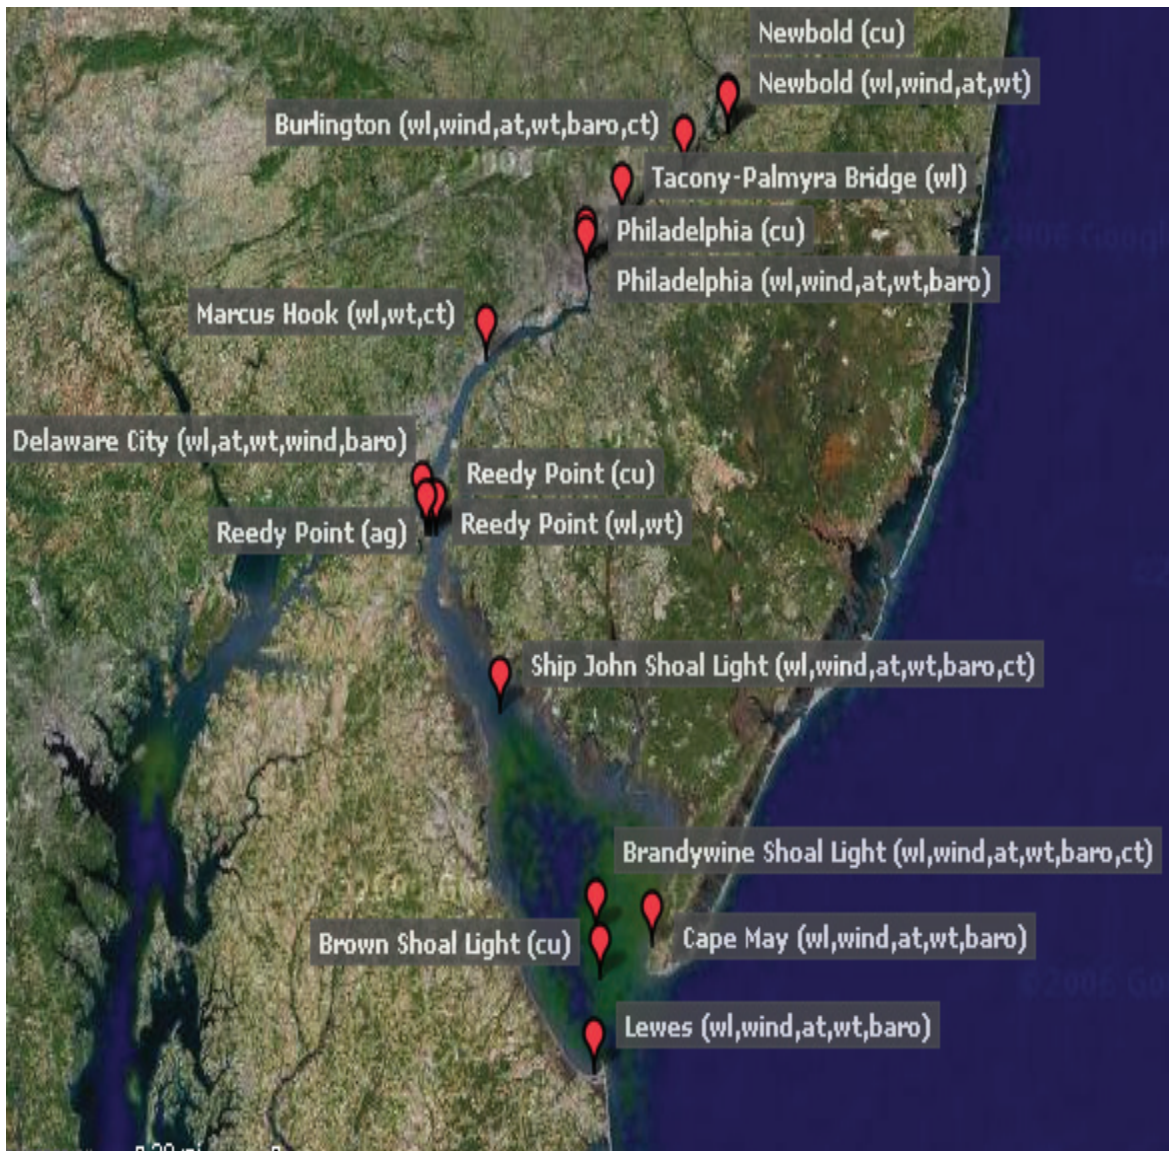 Newbold (cu)
Newbold (wl,wind,at,wt)
Burlington (wl,wind,at,wt,baro,ct)
Tacony-Palmyra Bridge (wl)
Philadelphia (cu)
Philadelphia (wl,wind,at,wt,baro)
Marcus Hook (wl,wt,ct)
Delaware City (wl,at,wt,wind,baro)
Reedy Point (cu)
Reedy Point (wl,wt)
Reedy Point (ag)
Ship John Shoal Light (wl,wind,at,wt,baro,ct)
Brandywine Shoal Light (wl,wind,at,wt,baro,ct)
Brown Shoal Light (cu)
Cape May (wl,wind,at,wt,baro)
©2006 Go
Lewes (wl,wind,at,wt,baro)